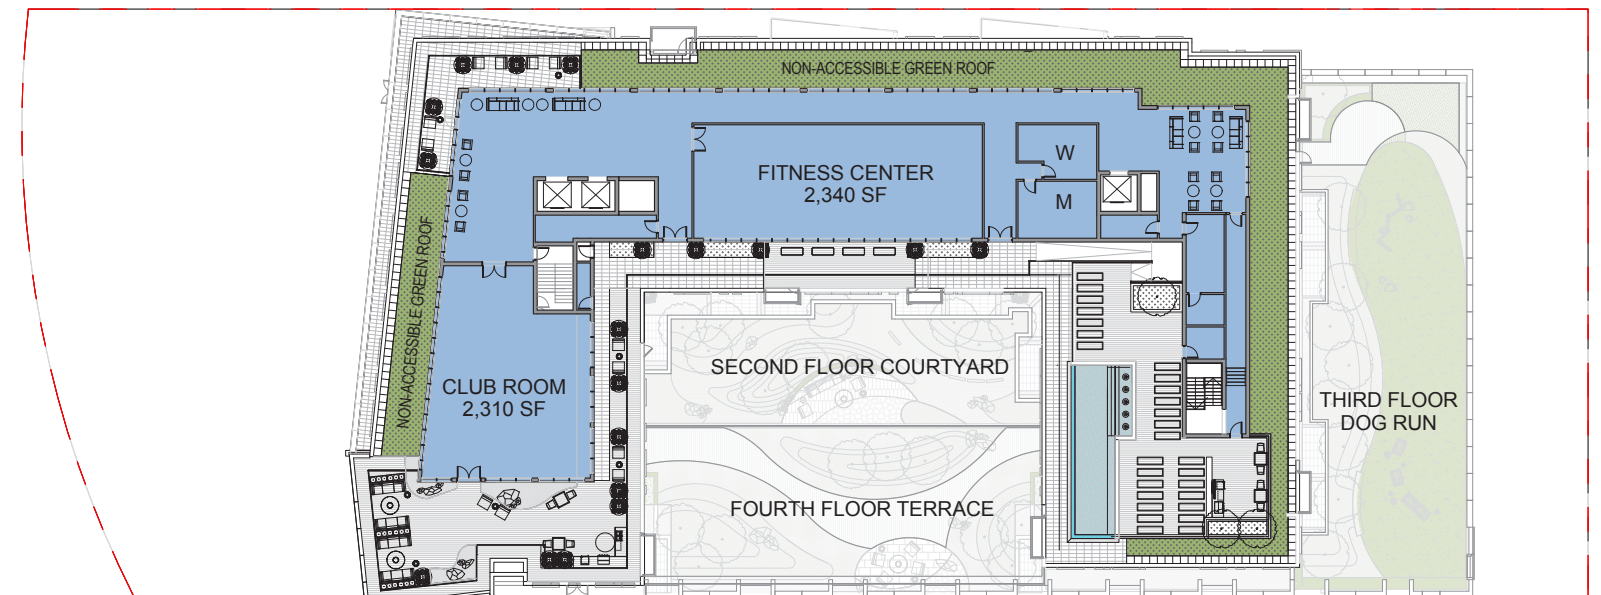 NON-ACCESSIBLE GREEN ROOF
FITNESS CENTER
2,340 SF
W
M
NON-ACCESSIBLE GREEN ROOF
CLUB ROOM
2,310 SF
SECOND FLOOR COURTYARD
FOURTH FLOOR TERRACE
THIRD FLOOR
DOG RUN